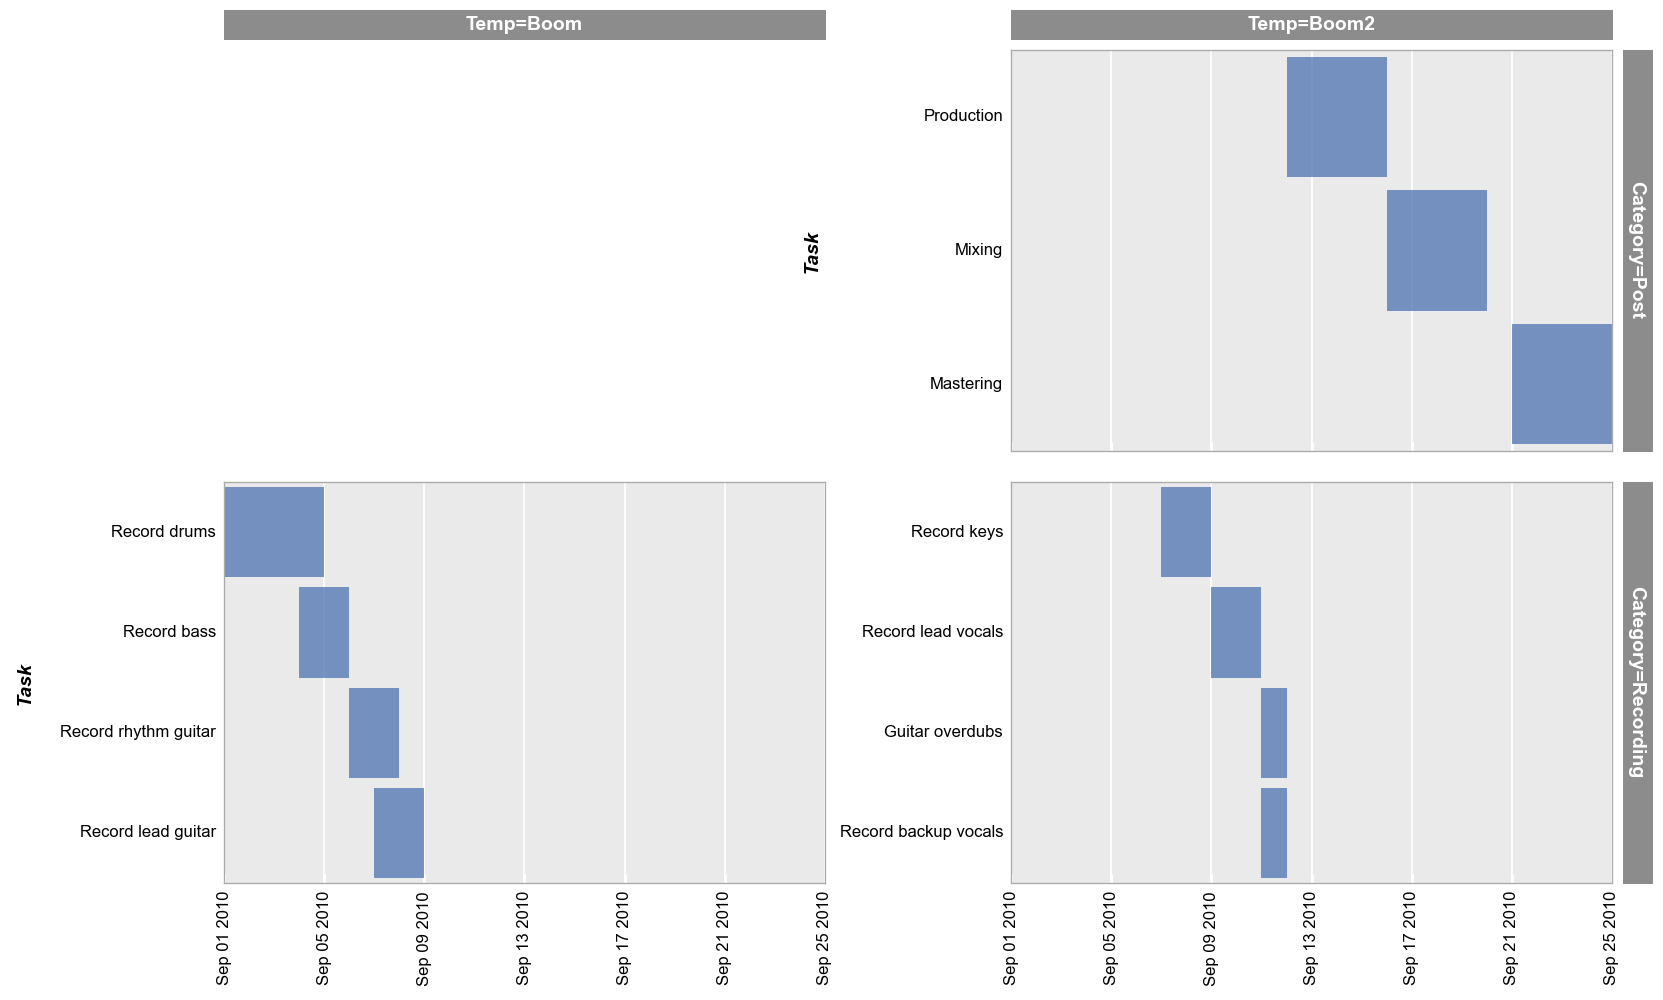 Temp=Boom
Temp=Boom2
Production
Mixing
Mastering
Task
Category=Post
Record drums
Record bass
Record rhythm guitar
Record lead guitar
Task
Record keys
Record lead vocals
Guitar overdubs
Record backup vocals
Category=Recording
Sep 01 2010
Sep 05 2010
Sep 09 2010
Sep 13 2010
Sep 17 2010
Sep 21 2010
Sep 25 2010
Sep 01 2010
Sep 05 2010
Sep 09 2010
Sep 13 2010
Sep 17 2010
Sep 21 2010
Sep 25 2010